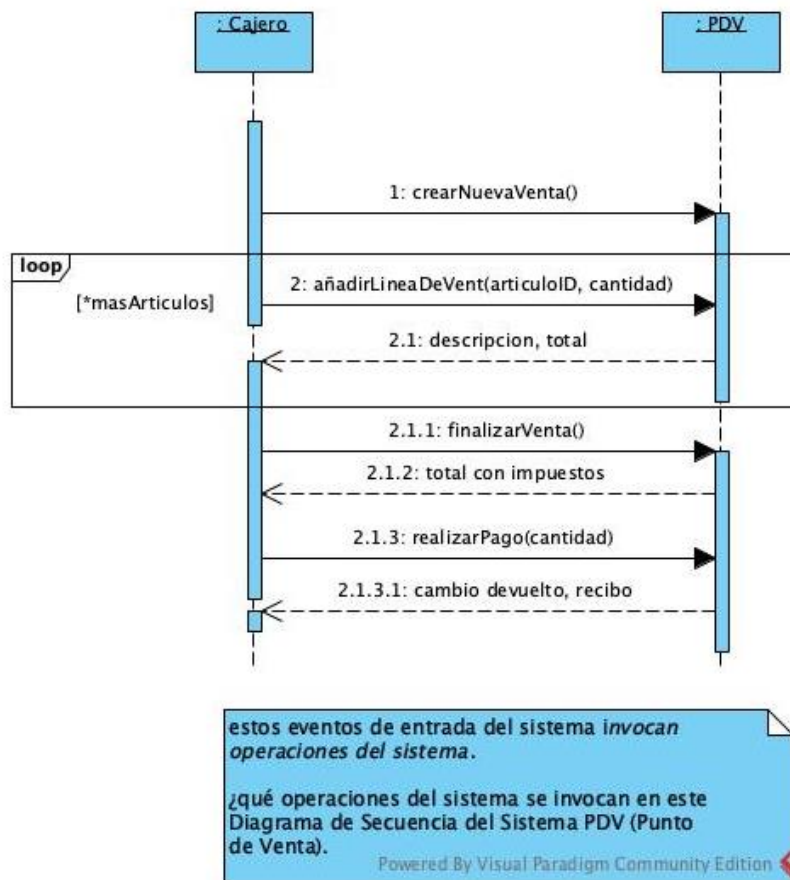 : Cajero
: PDV
1: crearNuevaVenta()
loop
2: añadirLineaDeVent(articuloID, cantidad)
[*masArticulos]
2.1: descripcion, total
2.1.1: finalizarVenta()
2.1.2: total con impuestos
2.1.3: realizarPago(cantidad)
2.1.3.1: cambio devuelto, recibo
estos eventos de entrada del sistema invocan
operaciones del sistema.
¿qué operaciones del sistema se invocan en este
Diagrama de Secuencia del Sistema PDV (Punto
de Venta).
Powered By Visual Paradigm Community Edition